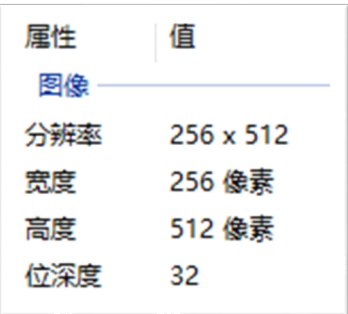 属性 值
图像
分辨率 256 x 512
宽度 256 像素
高度 512 像素
位深度 32